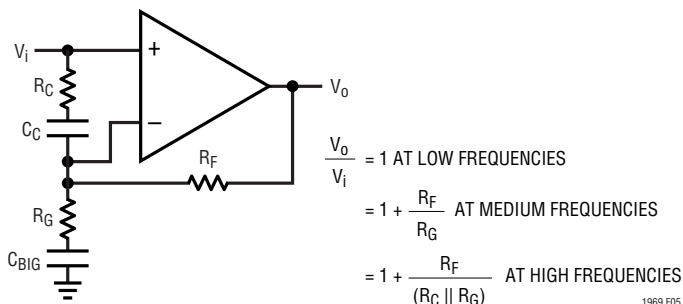 Vi
+
RC
CC
−
Vo
RF
RG
CBIG
Vo
Vi
= 1 AT LOW FREQUENCIES
= 1 + RF
RG
AT MEDIUM FREQUENCIES
= 1 + RF
(RC || RG)
AT HIGH FREQUENCIES
1969 F05